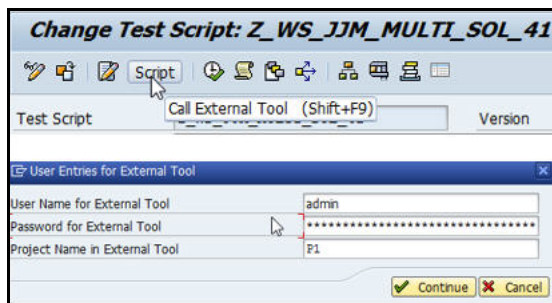 Change Test Script: Z_WS_JJM_MULTI_SOL_41
Script
Call External Tool (Shift+F9)
Test Script
Version
User Entries for External Tool
User Name for External Tool admin
Password for External Tool ********************************
Project Name in External Tool P1
Continue Cancel